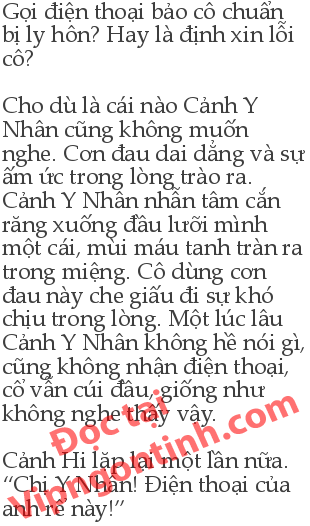 Gọi điện thoại bảo cô chuẩn
bị ly hôn? Hay là định xin lỗi
cô?
Cho dù là cái nào Cảnh Y
Nhân cũng không muốn
nghe. Cơn đau dai dẳng và sự
ấm ức trong lòng trào ra.
Cảnh Y Nhân nhẫn tâm cắn
răng xuống đầu lưỡi mình
một cái, mùi máu tanh tràn ra
trong miệng. Cô dùng cơn
đau này che giấu đi sự khó
chịu trong lòng. Một lúc lâu
Cảnh Y Nhân không hề nói gì,
cũng không nhận điện thoại,
cổ vẫn cúi đầu, giống như
không nghe thấy vậy.
Cảnh Hi lặp lại một lần nữa.
“Chị Y Nhân! Điện thoại của
anh rể này!”
Đọc tại
Vipngontinh.com